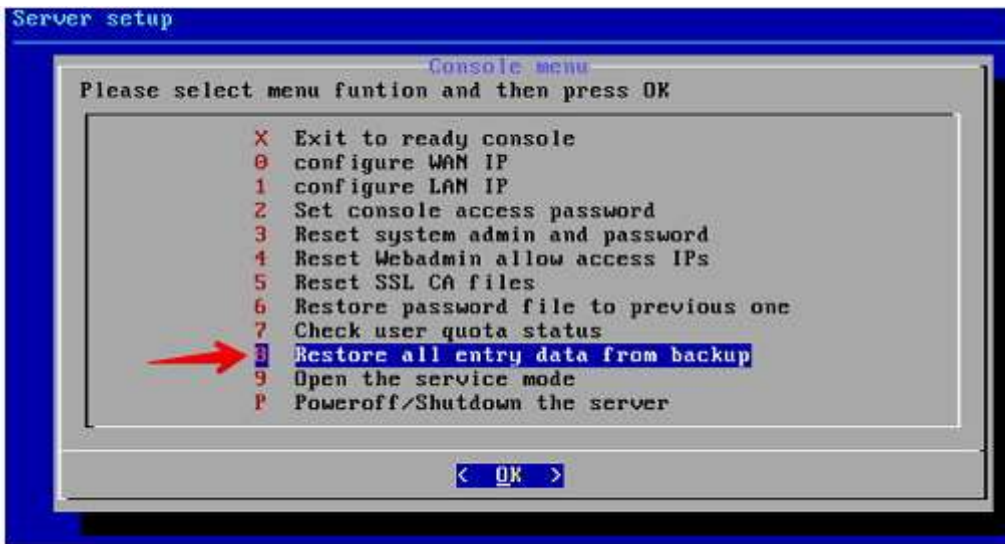 Server setup
Console menu
Please select menu funtion and then press OK
X Exit to ready console
0 configure WAN IP
1 configure LAN IP
2 Set console access password
3 Reset system admin and password
4 Reset Webadmin allow access IPs
5 Reset SSL CA files
6 Restore password file to previous one
7 Check user quota status
8 Restore all entry data from backup
9 Open the service mode
P Poweroff/Shutdown the server
< OK >